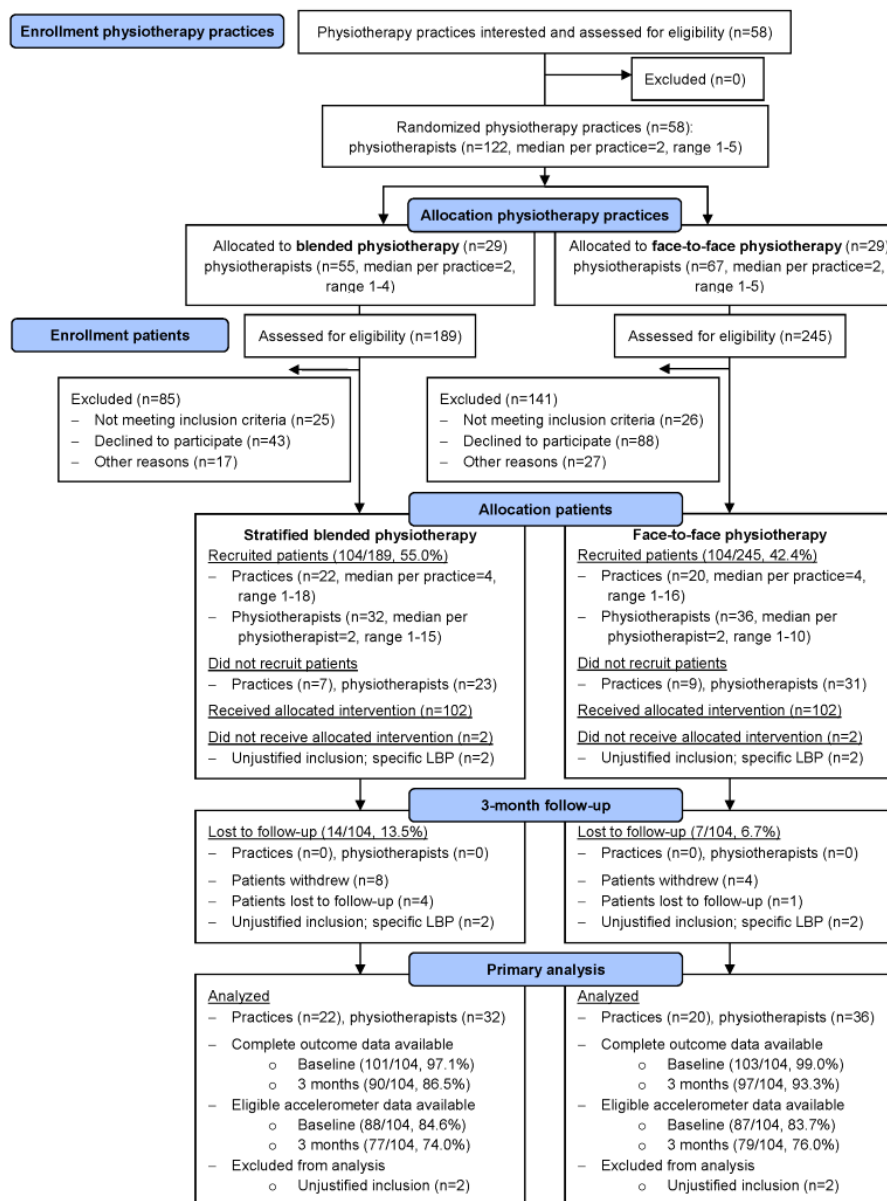 Enrollment physiotherapy practices
Physiotherapy practices interested and assessed for eligibility (n=58)
Excluded (n=0)
Randomized physiotherapy practices (n=58):
physiotherapists (n=122, median per practice=2, range 1-5)
Allocation physiotherapy practices
Allocated to blended physiotherapy (n=29)
physiotherapists (n=55, median per practice=2,
range 1-4)
Allocated to face-to-face physiotherapy (n=29)
physiotherapists (n=67, median per practice=2,
range 1-5)
Enrollment patients
Assessed for eligibility (n=189)
Assessed for eligibility (n=245)
Excluded (n=85)
– Not meeting inclusion criteria (n=25)
– Declined to participate (n=43)
– Other reasons (n=17)
Excluded (n=141)
– Not meeting inclusion criteria (n=26)
– Declined to participate (n=88)
– Other reasons (n=27)
Allocation patients
Stratified blended physiotherapy
Recruited patients (104/189, 55.0%)
– Practices (n=22, median per practice=4,
range 1-18)
– Physiotherapists (n=32, median per
physiotherapist=2, range 1-15)
Did not recruit patients
– Practices (n=7), physiotherapists (n=23)
Received allocated intervention (n=102)
Did not receive allocated intervention (n=2)
– Unjustified inclusion; specific LBP (n=2)
Face-to-face physiotherapy
Recruited patients (104/245, 42.4%)
– Practices (n=20, median per practice=4,
range 1-16)
– Physiotherapists (n=36, median per
physiotherapist=2, range 1-10)
Did not recruit patients
– Practices (n=9), physiotherapists (n=31)
Received allocated intervention (n=102)
Did not receive allocated intervention (n=2)
– Unjustified inclusion; specific LBP (n=2)
3-month follow-up
Lost to follow-up (14/104, 13.5%)
– Practices (n=0), physiotherapists (n=0)
– Patients withdrew (n=8)
– Patients lost to follow-up (n=4)
– Unjustified inclusion; specific LBP (n=2)
Lost to follow-up (7/104, 6.7%)
– Practices (n=0), physiotherapists (n=0)
– Patients withdrew (n=4)
– Patients lost to follow-up (n=1)
– Unjustified inclusion; specific LBP (n=2)
Primary analysis
Analyzed
– Practices (n=22), physiotherapists (n=32)
– Complete outcome data available
o Baseline (101/104, 97.1%)
o 3 months (90/104, 86.5%)
– Eligible accelerometer data available
o Baseline (88/104, 84.6%)
o 3 months (77/104, 74.0%)
– Excluded from analysis
o Unjustified inclusion (n=2)
Analyzed
– Practices (n=20), physiotherapists (n=36)
– Complete outcome data available
o Baseline (103/104, 99.0%)
o 3 months (97/104, 93.3%)
– Eligible accelerometer data available
o Baseline (87/104, 83.7%)
o 3 months (79/104, 76.0%)
– Excluded from analysis
o Unjustified inclusion (n=2)